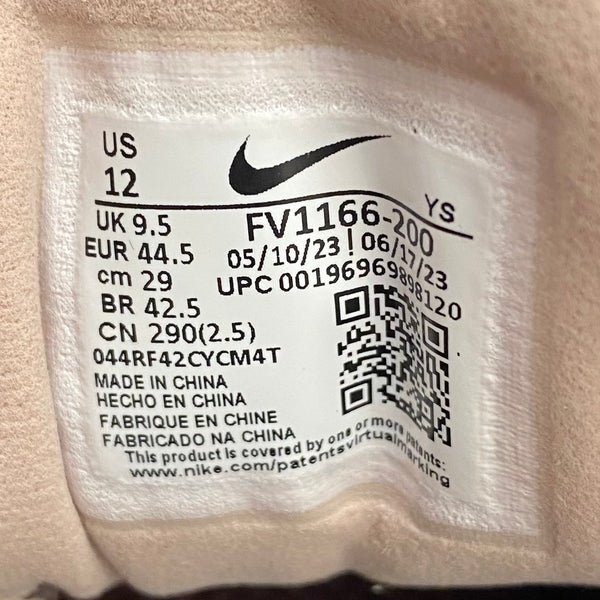 US
12
UK 9.5
EUR 44.5
cm 29
BR 42.5
CN 290(2.5)
044RF42CYCM4T
YS
FV1166-200
05/10/23 ! 06/17/23
UPC 00196969898120
MADE IN CHINA
HECHO EN CHINA
FABRIQUE EN CHINE
FABRICADO NA CHINA
This product is covered by one or more patents:
www.nike.com/patentsvirtualmarking